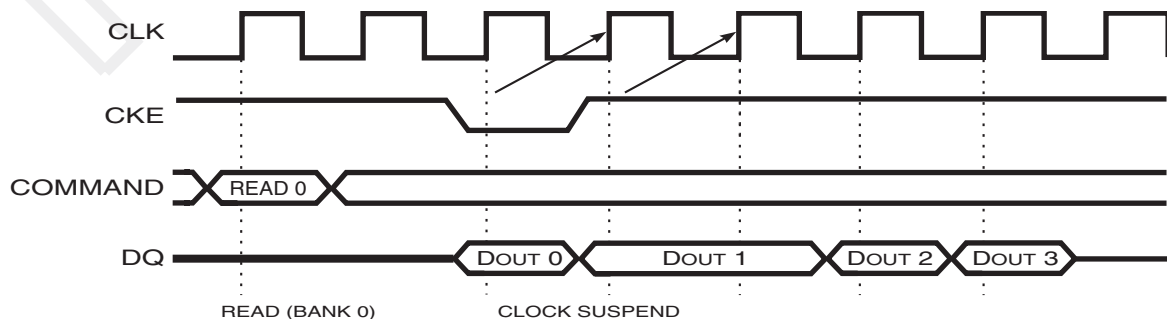 CLK
CKE
COMMAND
READ 0
DQ
DOUT 0
DOUT 1
DOUT 2
DOUT 3
READ (BANK 0)
CLOCK SUSPEND